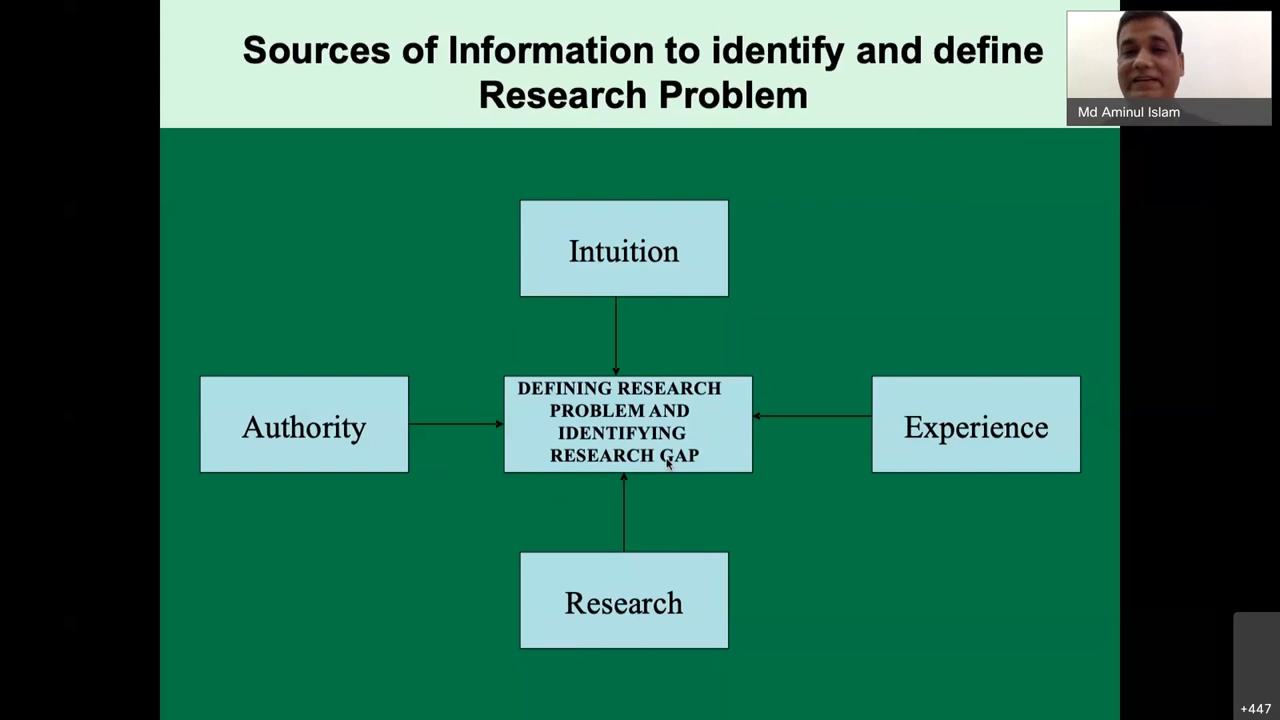 Sources of Information to identify and define
Research Problem
Md Aminul Islam
Intuition
Authority
DEFINING RESEARCH
PROBLEM AND
IDENTIFYING
RESEARCH GAP
Experience
Research
+447